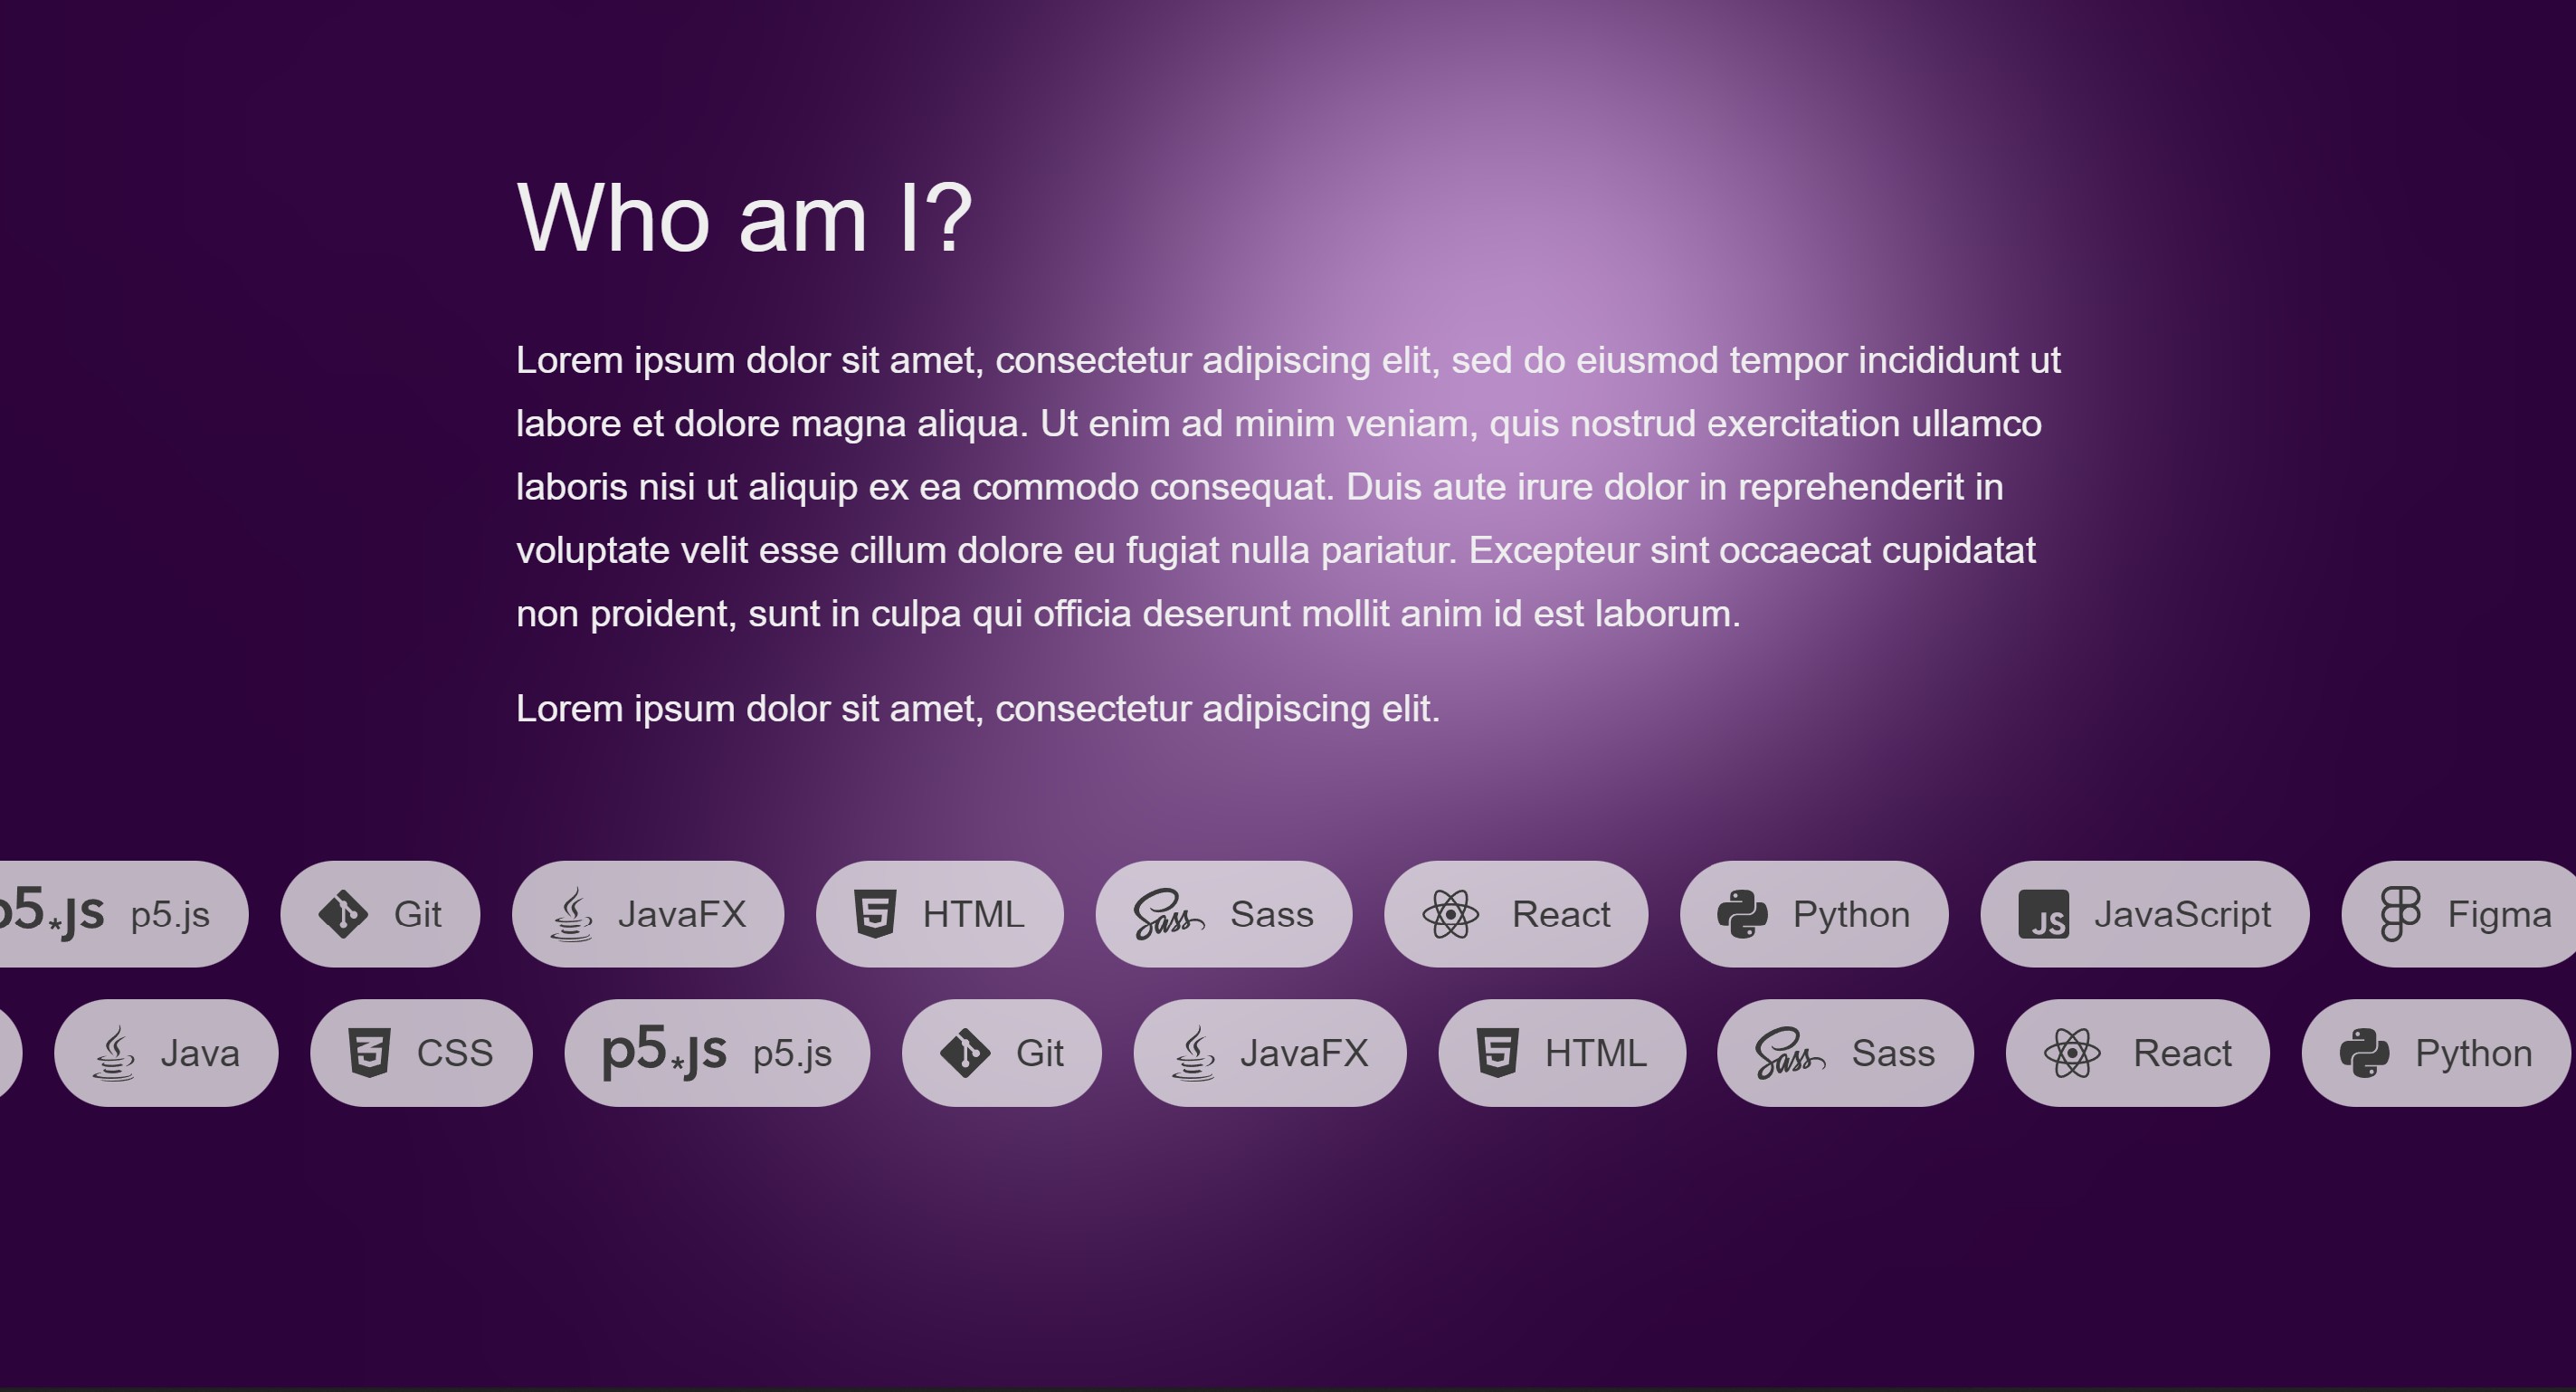 Who am I?
Lorem ipsum dolor sit amet, consectetur adipiscing elit, sed do eiusmod tempor incididunt ut
labore et dolore magna aliqua. Ut enim ad minim veniam, quis nostrud exercitation ullamco
laboris nisi ut aliquip ex ea commodo consequat. Duis aute irure dolor in reprehenderit in
voluptate velit esse cillum dolore eu fugiat nulla pariatur. Excepteur sint occaecat cupidatat
non proident, sunt in culpa qui officia deserunt mollit anim id est laborum.
Lorem ipsum dolor sit amet, consectetur adipiscing elit.
p5*js p5.js Git JavaFX HTML Sass Sass React Python JS JavaScript Figma
Java CSS p5*js p5.js Git JavaFX HTML Sass Sass React Python